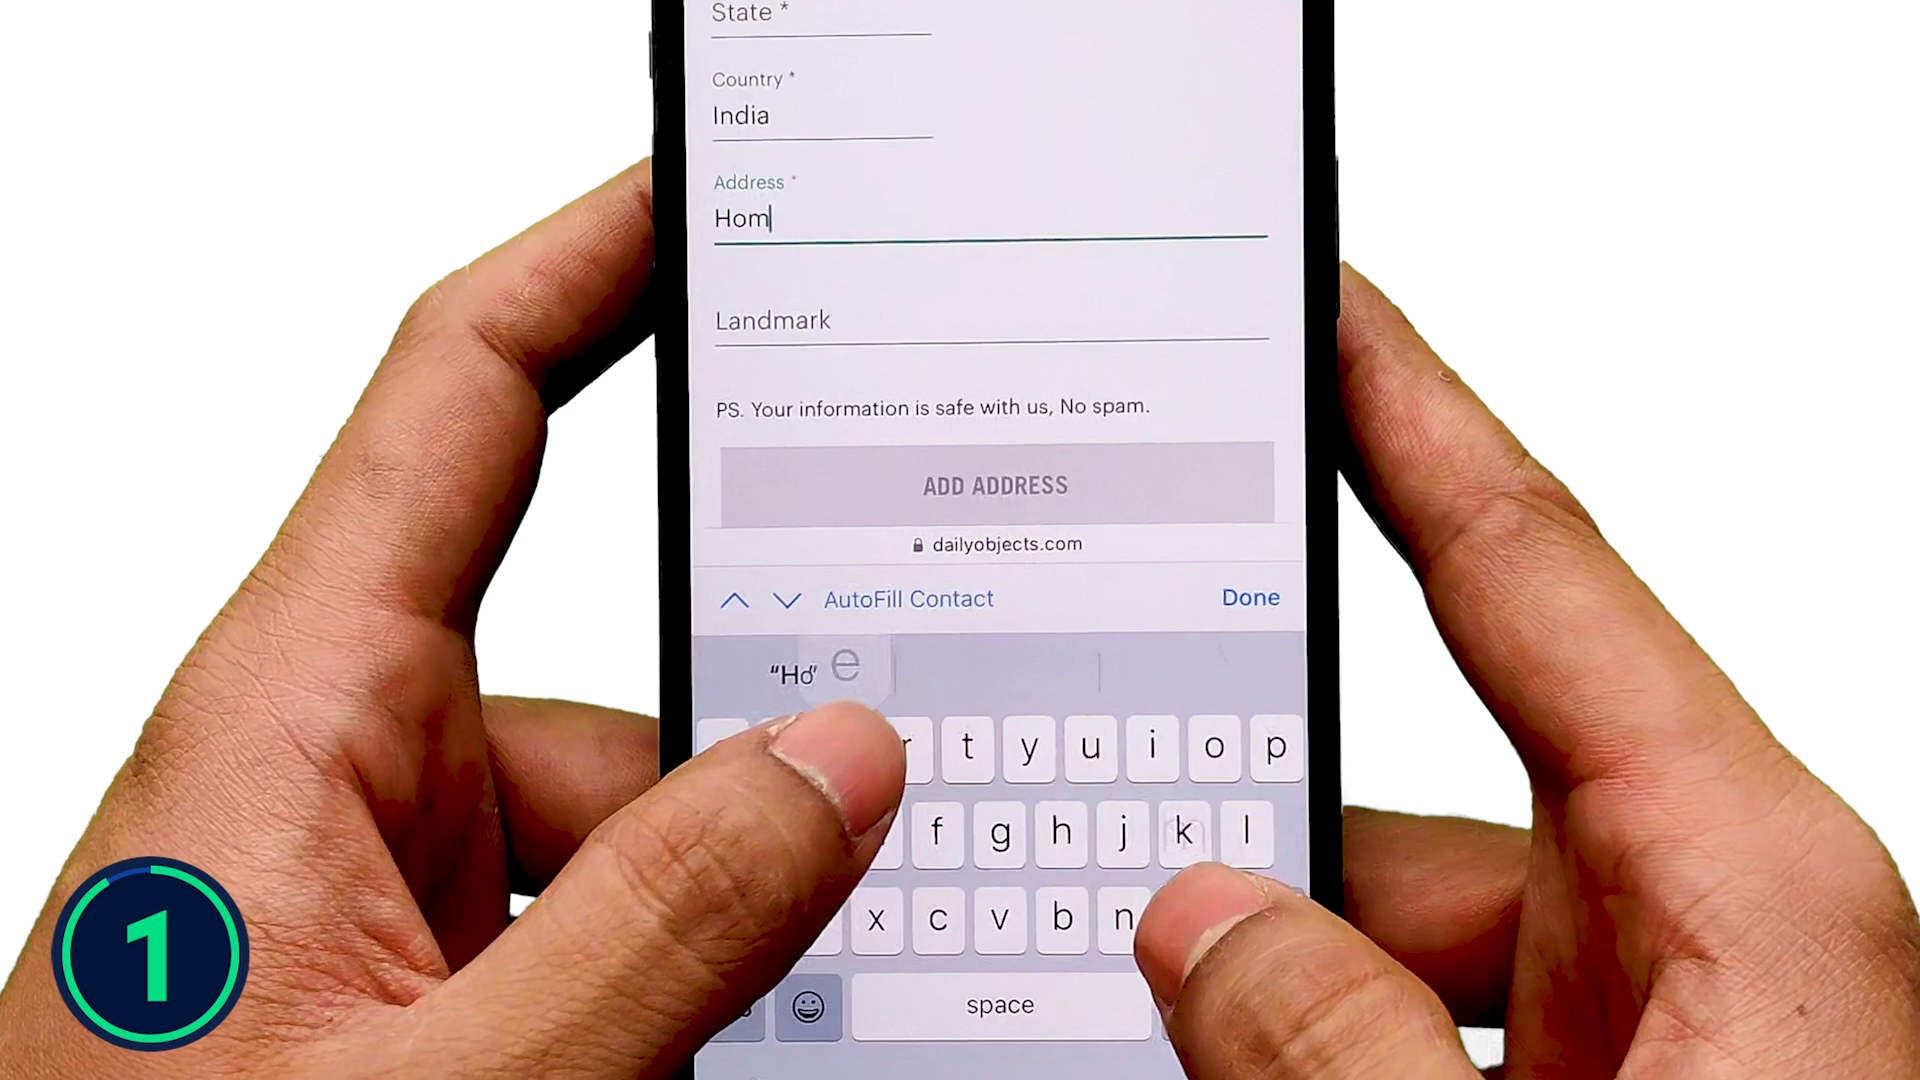 State *
Country *
India
Address *
Hom
Landmark
PS. Your information is safe with us, No spam.
ADD ADDRESS
dailyobjects.com
AutoFill Contact Done
"Ho" e
r t y u i o p
f g h j k l
x c v b n
space
1